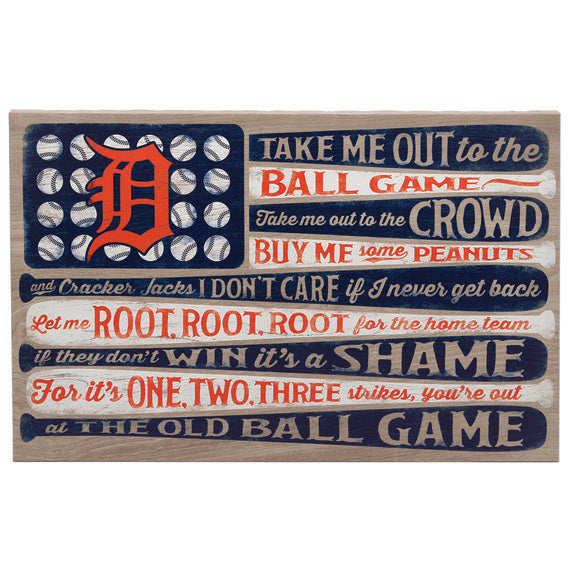 D
TAKE ME OUT to the
BALL GAME
Take me out to the CROWD
BUY ME some PEANUTS
and Cracker Jacks I DON'T CARE if I never get back
Let me ROOT, ROOT, ROOT for the home team
if they don't WIN it's a SHAME
For it's ONE, TWO, THREE strikes, you're out
at THE OLD BALL GAME